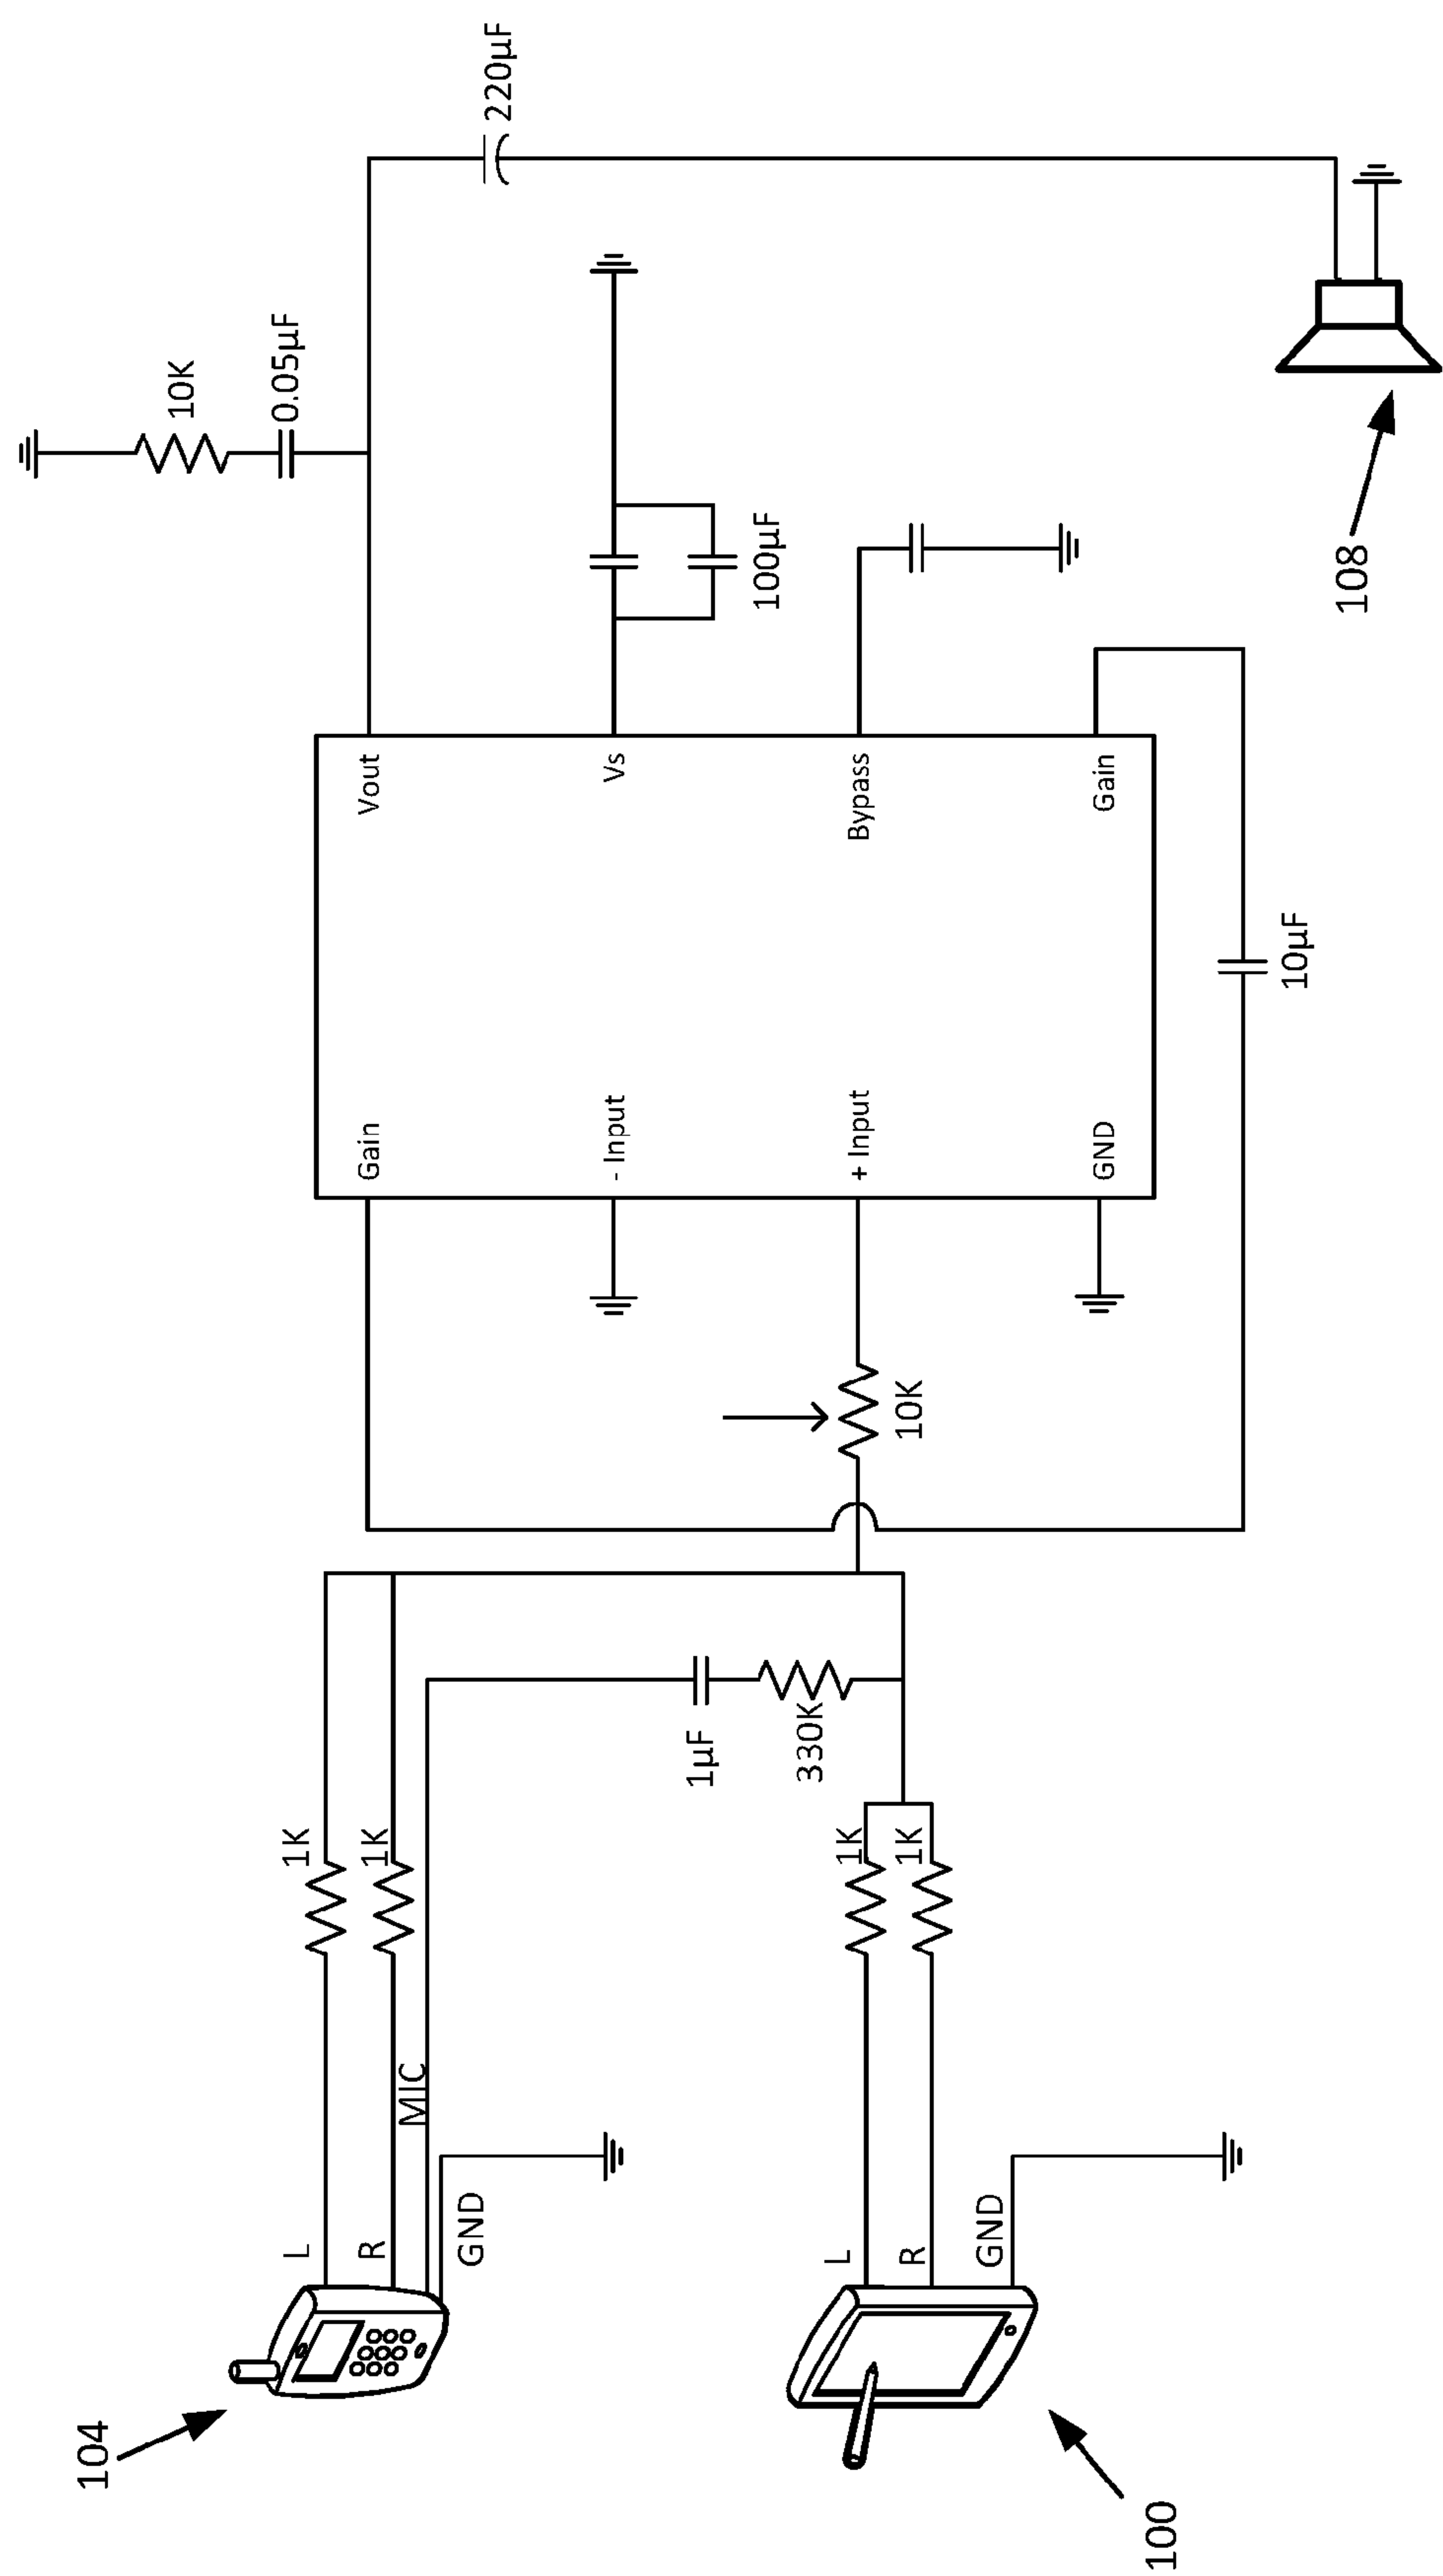 104
L
1K
R
1K
MIC
GND
1µF
330K
100
L
1K
R
1K
GND
10K
Gain
- Input
+ Input
GND
Vout
Vs
Bypass
Gain
10µF
10K
0.05µF
100µF
220µF
108